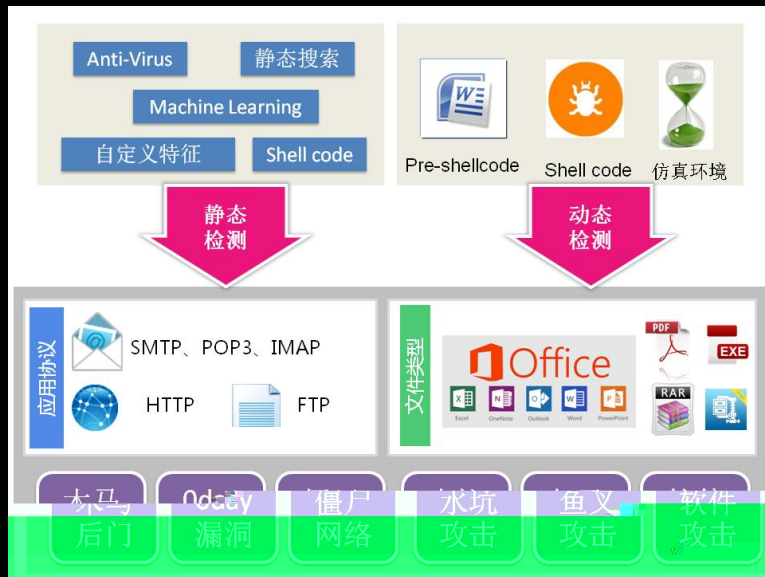 Anti-Virus
静态搜索
Machine Learning
自定义特征
Shell code
Pre-shellcode
Shell code
仿真环境
静态
检测
动态
检测
应用协议
SMTP、POP3、IMAP
HTTP
FTP
文件类型
Office
Excel
OneNote
Outlook
Word
PowerPoint
PDF
EXE
RAR
木马
后门
0day
漏洞
僵尸
网络
水坑
攻击
鱼叉
攻击
软件
攻击